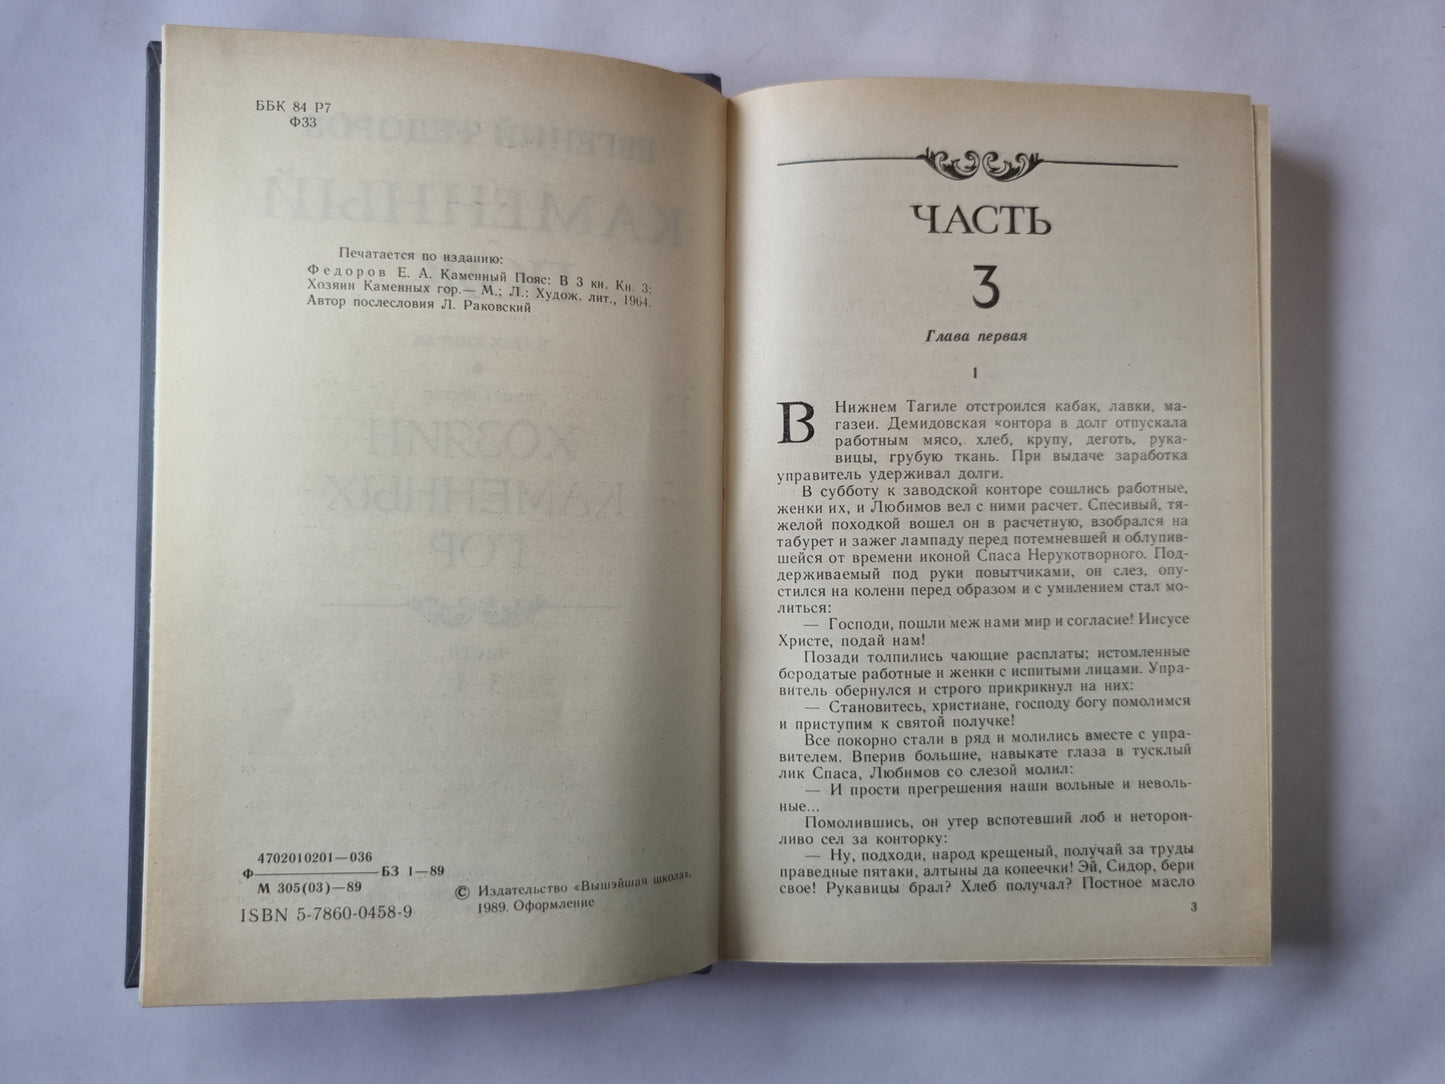 ББК 84 Р7
Ф33
Печатается по изданию:
Федоров Е. А. Каменный Пояс: В 3 кн. Кн. 3:
Хозяин Каменных гор.— М.; Л.: Худож. лит., 1964.
Автор послесловия Л. Раковский
4702010201—036
Ф————БЗ 1—89
М 305(03)—89
ISBN 5-7860-0458-9
© Издательство «Вышэйшая школа»,
1989. Оформление
ЧАСТЬ
3
Глава первая
1
В Нижнем Тагиле отстроился кабак, лавки, ма-
газеи. Демидовская контора в долг отпускала
работным мясо, хлеб, крупу, деготь, рука-
вицы, грубую ткань. При выдаче заработка
управитель удерживал долги.
В субботу к заводской конторе сошлись работные,
женки их, и Любимов вел с ними расчет. Спесивый, тя-
желой походкой вошел он в расчетную, взобрался на
табурет и зажег лампаду перед потемневшей и облупив-
шейся от времени иконой Спаса Нерукотворного. Под-
держиваемый под руки повытчиками, он слез, опу-
стился на колени перед образом и с умилением стал мо-
литься:
— Господи, пошли меж нами мир и согласие! Иисусе
Христе, подай нам!
Позади толпились чающие расплаты; истомленные
бородатые работные и женки с испитыми лицами. Упра-
витель обернулся и строго прикрикнул на них:
— Становитесь, христиане, господу богу помолимся
и приступим к святой получке!
Все покорно стали в ряд и молились вместе с упра-
вителем. Вперив большие, навыкате глаза в тусклый
лик Спаса, Любимов со слезой молил:
— И прости прегрешения наши вольные и неволь-
ные...
Помолившись, он утер вспотевший лоб и нетороп-
ливо сел за конторку:
— Ну, подходи, народ крещеный, получай за труды
праведные пятаки, алтыны да копеечки! Эй, Сидор, бери
свое! Рукавицы брал? Хлеб получал? Постное масло
3